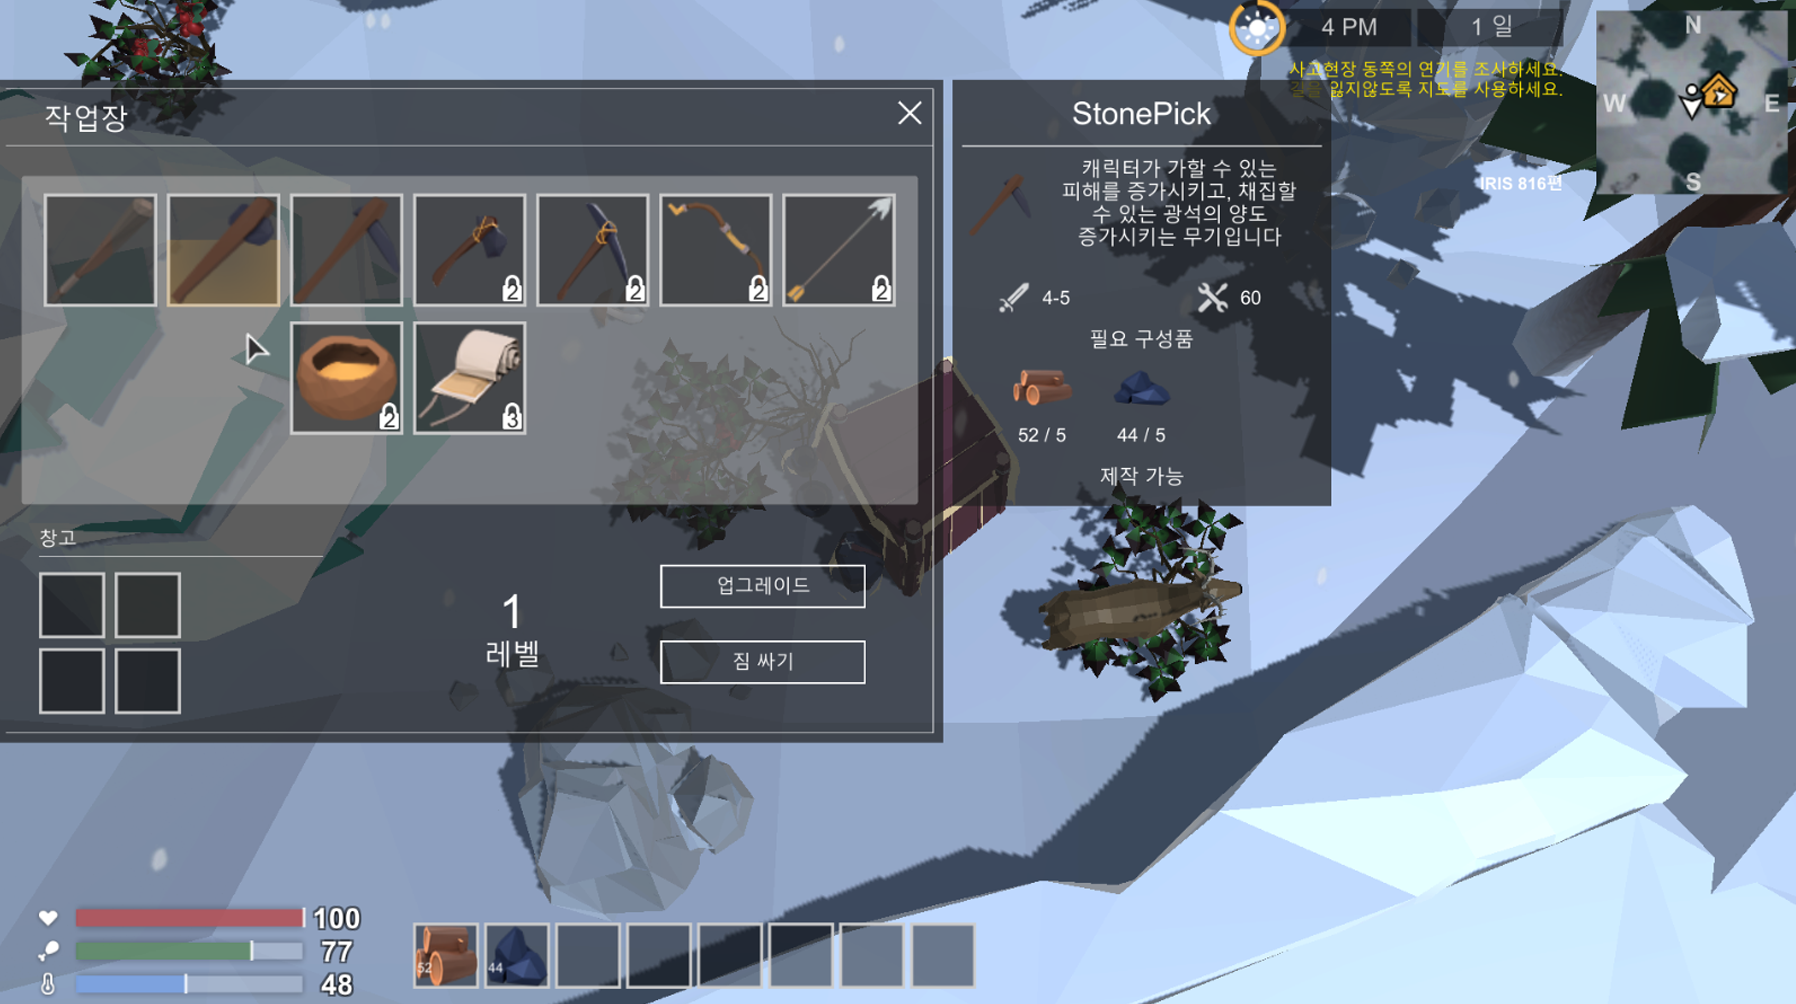 4 PM
1 일
사고현장 동쪽의 연기를 조사하세요.
길을 잃지않도록 지도를 사용하세요.
N
W
E
S
IRIS 816편
작업장
2
2
2
2
2
3
창고
1
레벨
업그레이드
짐 싸기
StonePick
캐릭터가 가할 수 있는
피해를 증가시키고, 채집할
수 있는 광석의 양도
증가시키는 무기입니다
4-5
60
필요 구성품
52 / 5
44 / 5
제작 가능
100
77
48
52
44